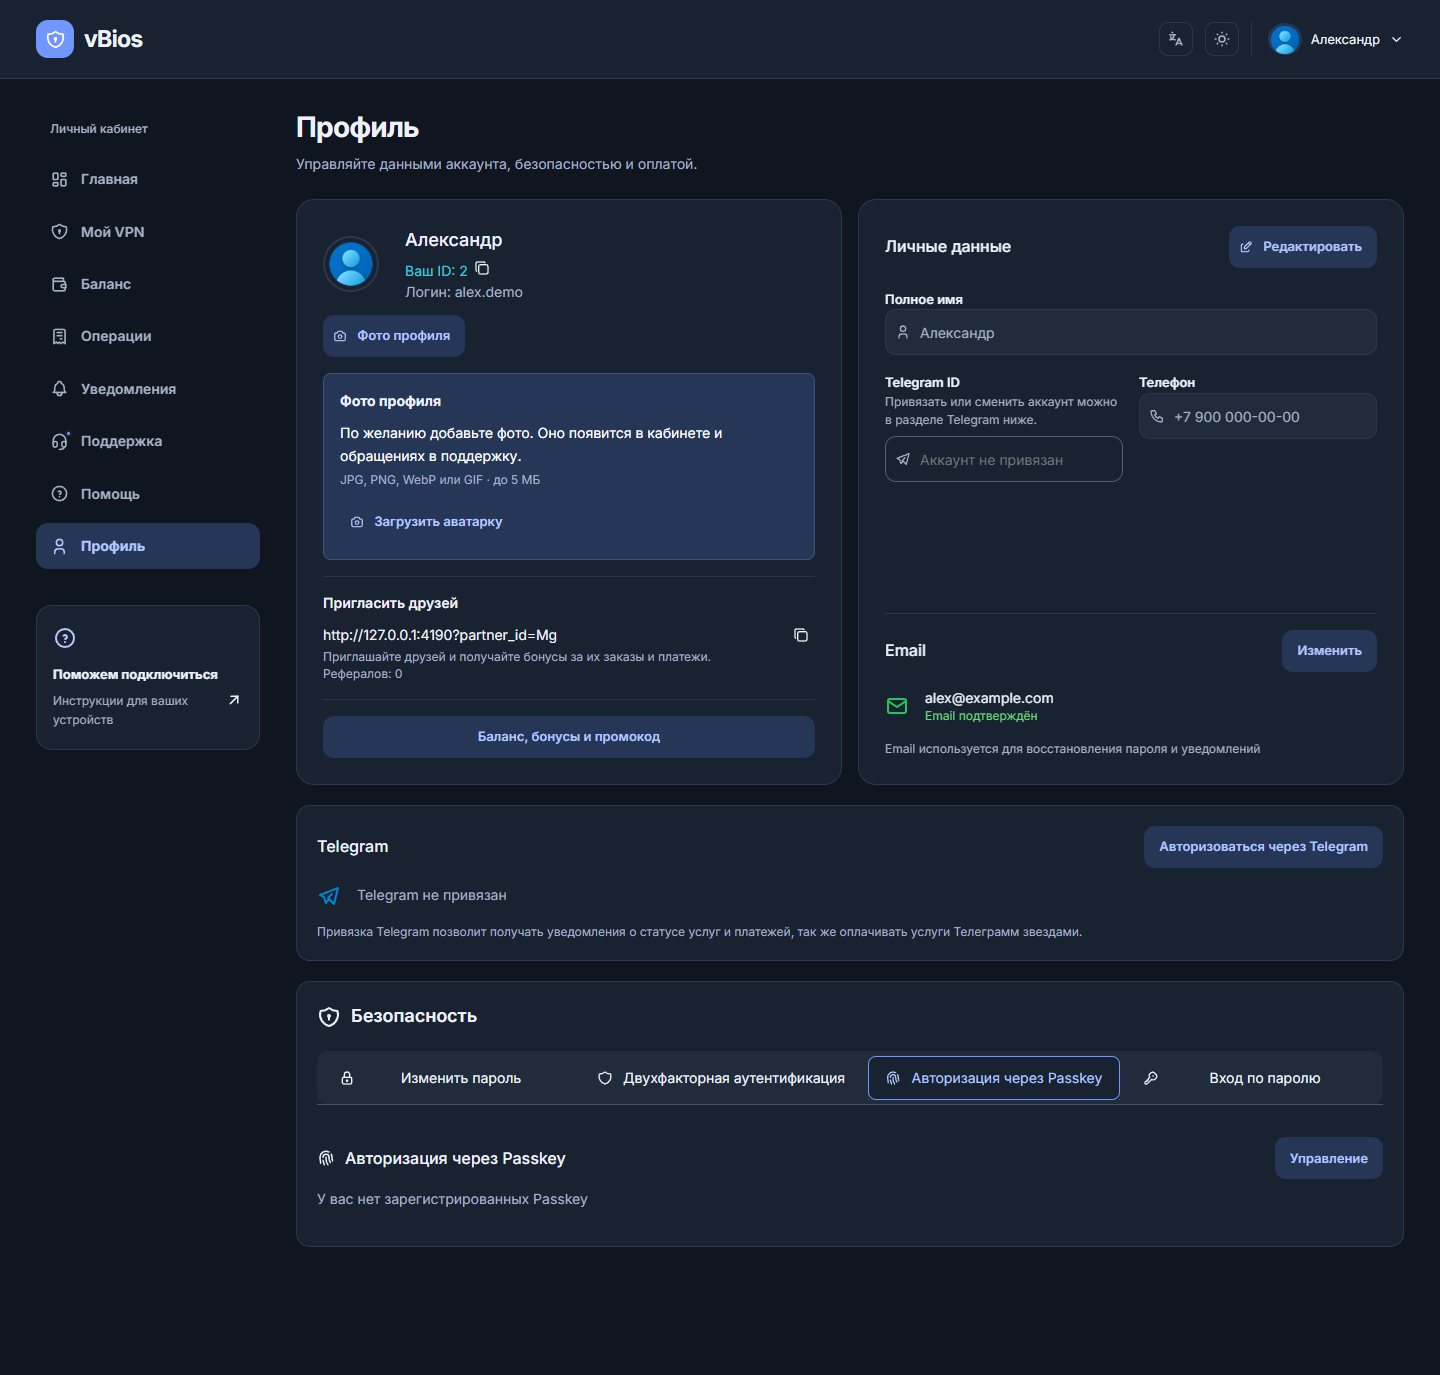 vBios
Александр
Личный кабинет
Главная
Мой VPN
Баланс
Операции
Уведомления
Поддержка
Помощь
Профиль
Поможем подключиться
Инструкции для ваших
устройств
Профиль
Управляйте данными аккаунта, безопасностью и оплатой.
Александр
Ваш ID: 2
Логин: alex.demo
Фото профиля
Фото профиля
По желанию добавьте фото. Оно появится в кабинете и
обращениях в поддержку.
JPG, PNG, WebP или GIF · до 5 МБ
Загрузить аватарку
Пригласить друзей
http://127.0.0.1:4190?partner_id=Mg
Приглашайте друзей и получайте бонусы за их заказы и платежи.
Рефералов: 0
Баланс, бонусы и промокод
Личные данные
Редактировать
Полное имя
Александр
Telegram ID
Привязать или сменить аккаунт можно
в разделе Telegram ниже.
Аккаунт не привязан
Телефон
+7 900 000-00-00
Email
Изменить
alex@example.com
Email подтверждён
Email используется для восстановления пароля и уведомлений
Telegram
Авторизоваться через Telegram
Telegram не привязан
Привязка Telegram позволит получать уведомления о статусе услуг и платежей, так же оплачивать услуги Телеграмм звездами.
Безопасность
Изменить пароль
Двухфакторная аутентификация
Авторизация через Passkey
Вход по паролю
Авторизация через Passkey
Управление
У вас нет зарегистрированных Passkey